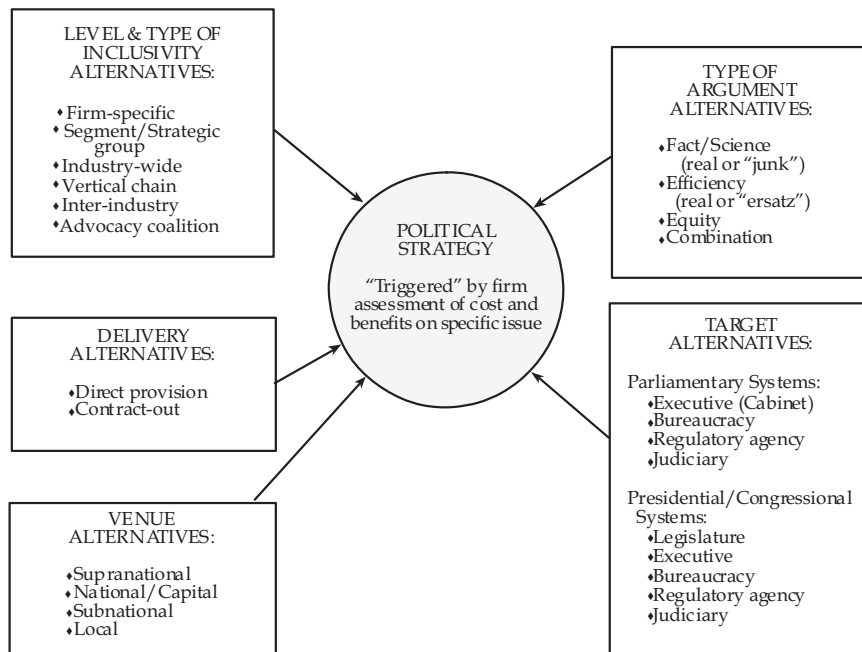 LEVEL & TYPE OF
INCLUSIVITY
ALTERNATIVES:
♦Firm-specific
♦Segment/Strategic
group
♦Industry-wide
♦Vertical chain
♦Inter-industry
♦Advocacy coalition
DELIVERY
ALTERNATIVES:
♦Direct provision
♦Contract-out
VENUE
ALTERNATIVES:
♦Supranational
♦National/Capital
♦Subnational
♦Local
POLITICAL
STRATEGY
“Triggered” by firm
assessment of cost and
benefits on specific issue
TYPE OF
ARGUMENT
ALTERNATIVES:
♦Fact/Science
(real or “junk”)
♦Efficiency
(real or “ersatz”)
♦Equity
♦Combination
TARGET
ALTERNATIVES:
Parliamentary Systems:
♦Executive (Cabinet)
♦Bureaucracy
♦Regulatory agency
♦Judiciary
Presidential/Congressional
Systems:
♦Legislature
♦Executive
♦Bureaucracy
♦Regulatory agency
♦Judiciary